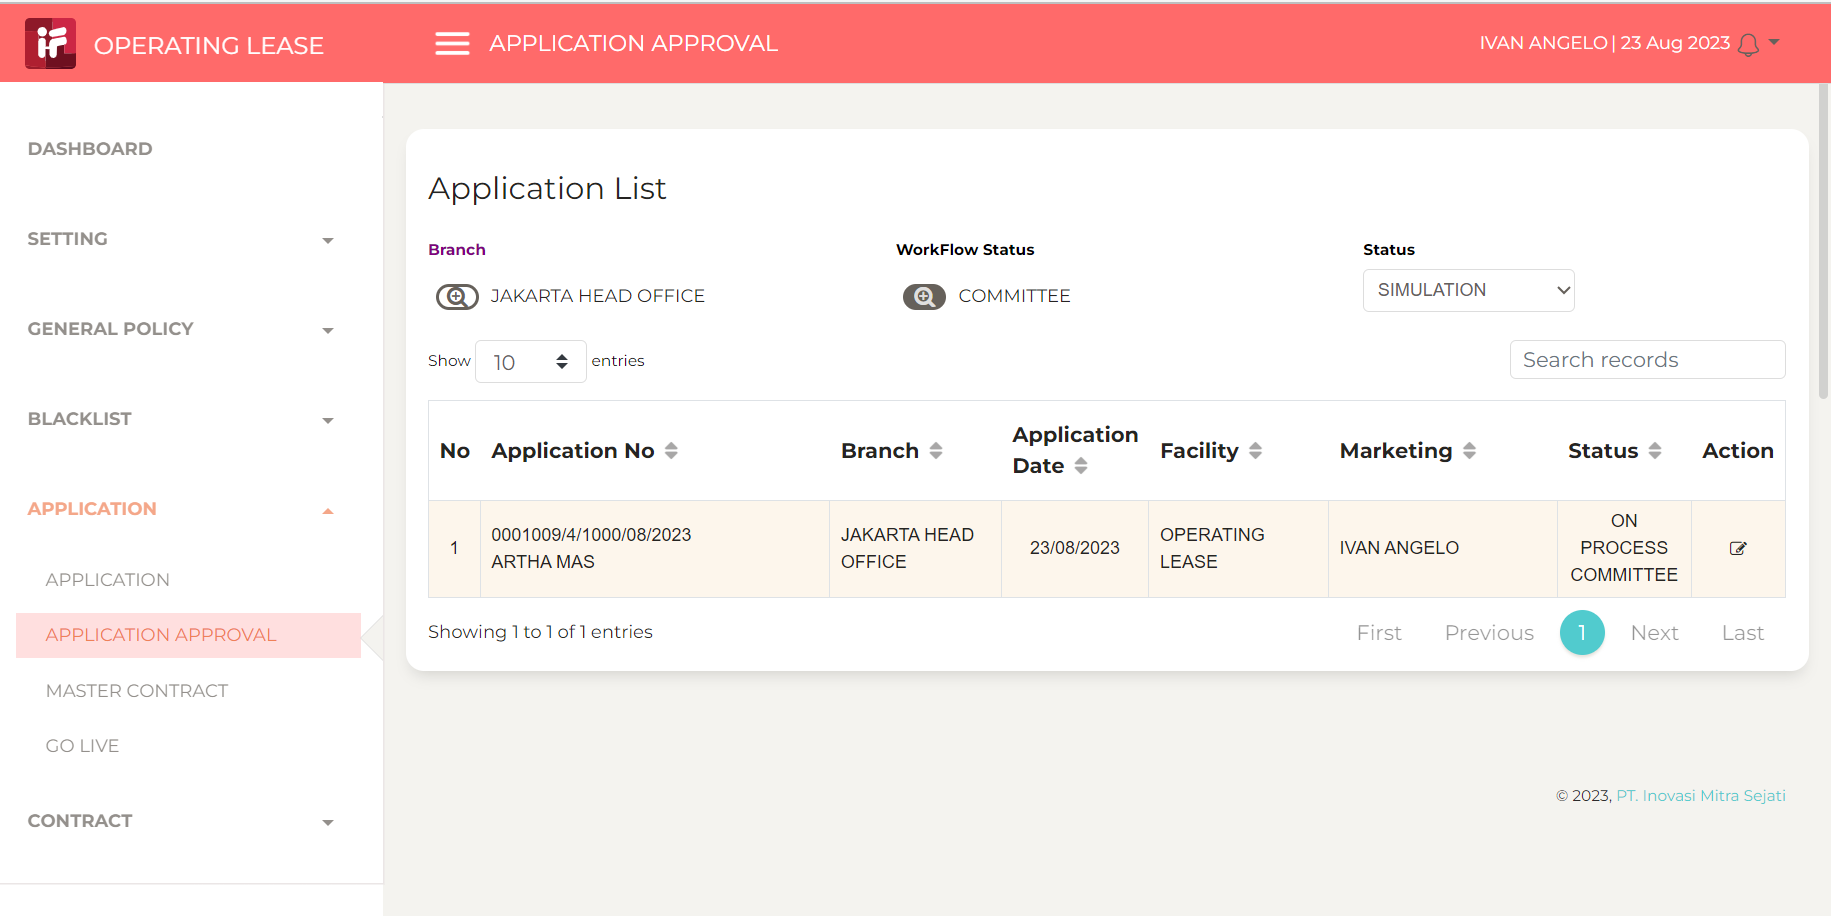 OPERATING LEASE
APPLICATION APPROVAL
IVAN ANGELO | 23 Aug 2023
DASHBOARD
SETTING
GENERAL POLICY
BLACKLIST
APPLICATION
APPLICATION
APPLICATION APPROVAL
MASTER CONTRACT
GO LIVE
CONTRACT
Application List
Branch
JAKARTA HEAD OFFICE
WorkFlow Status
COMMITTEE
Status
SIMULATION
Show 10 entries
Search records
No Application No Branch Application Date Facility Marketing Status Action
1 0001009/4/1000/08/2023 ARTHA MAS JAKARTA HEAD OFFICE 23/08/2023 OPERATING LEASE IVAN ANGELO ON PROCESS COMMITTEE
Showing 1 to 1 of 1 entries
First Previous 1 Next Last
© 2023, PT. Inovasi Mitra Sejati